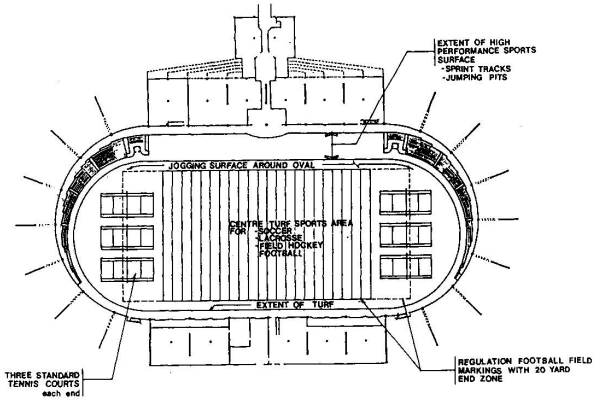 EXTENT OF HIGH
PERFORMANCE SPORTS
SURFACE
-SPRINT TRACKS
-JUMPING PITS
JOGGING SURFACE AROUND OVAL
CENTRE TURF SPORTS AREA
FOR -SOCCER
-LACROSSE
-FIELD HOCKEY
FOOTBALL
EXTENT OF TURF
THREE STANDARD
TENNIS COURTS
each end
REGULATION FOOTBALL FIELD
MARKINGS WITH 20 YARD
END ZONE